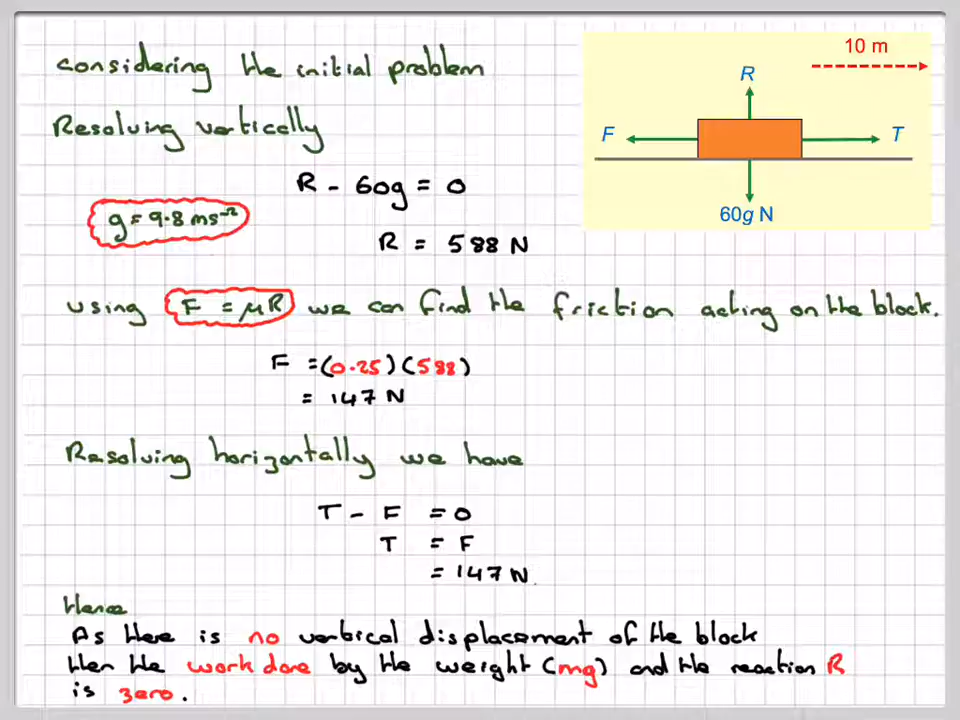 considering the initial problem
10 m
R
F
T
60g N
Resolving vertically
R - 60g = 0
g = 9.8 ms⁻²
R = 588 N
using F = μR we can find the friction acting on the block.
F = (0.25)(588)
= 147 N
Resolving horizontally we have
T - F = 0
T = F
= 147 N
Hence
As there is no vertical displacement of the block
then the work done by the weight (mg) and the reaction R
is zero.